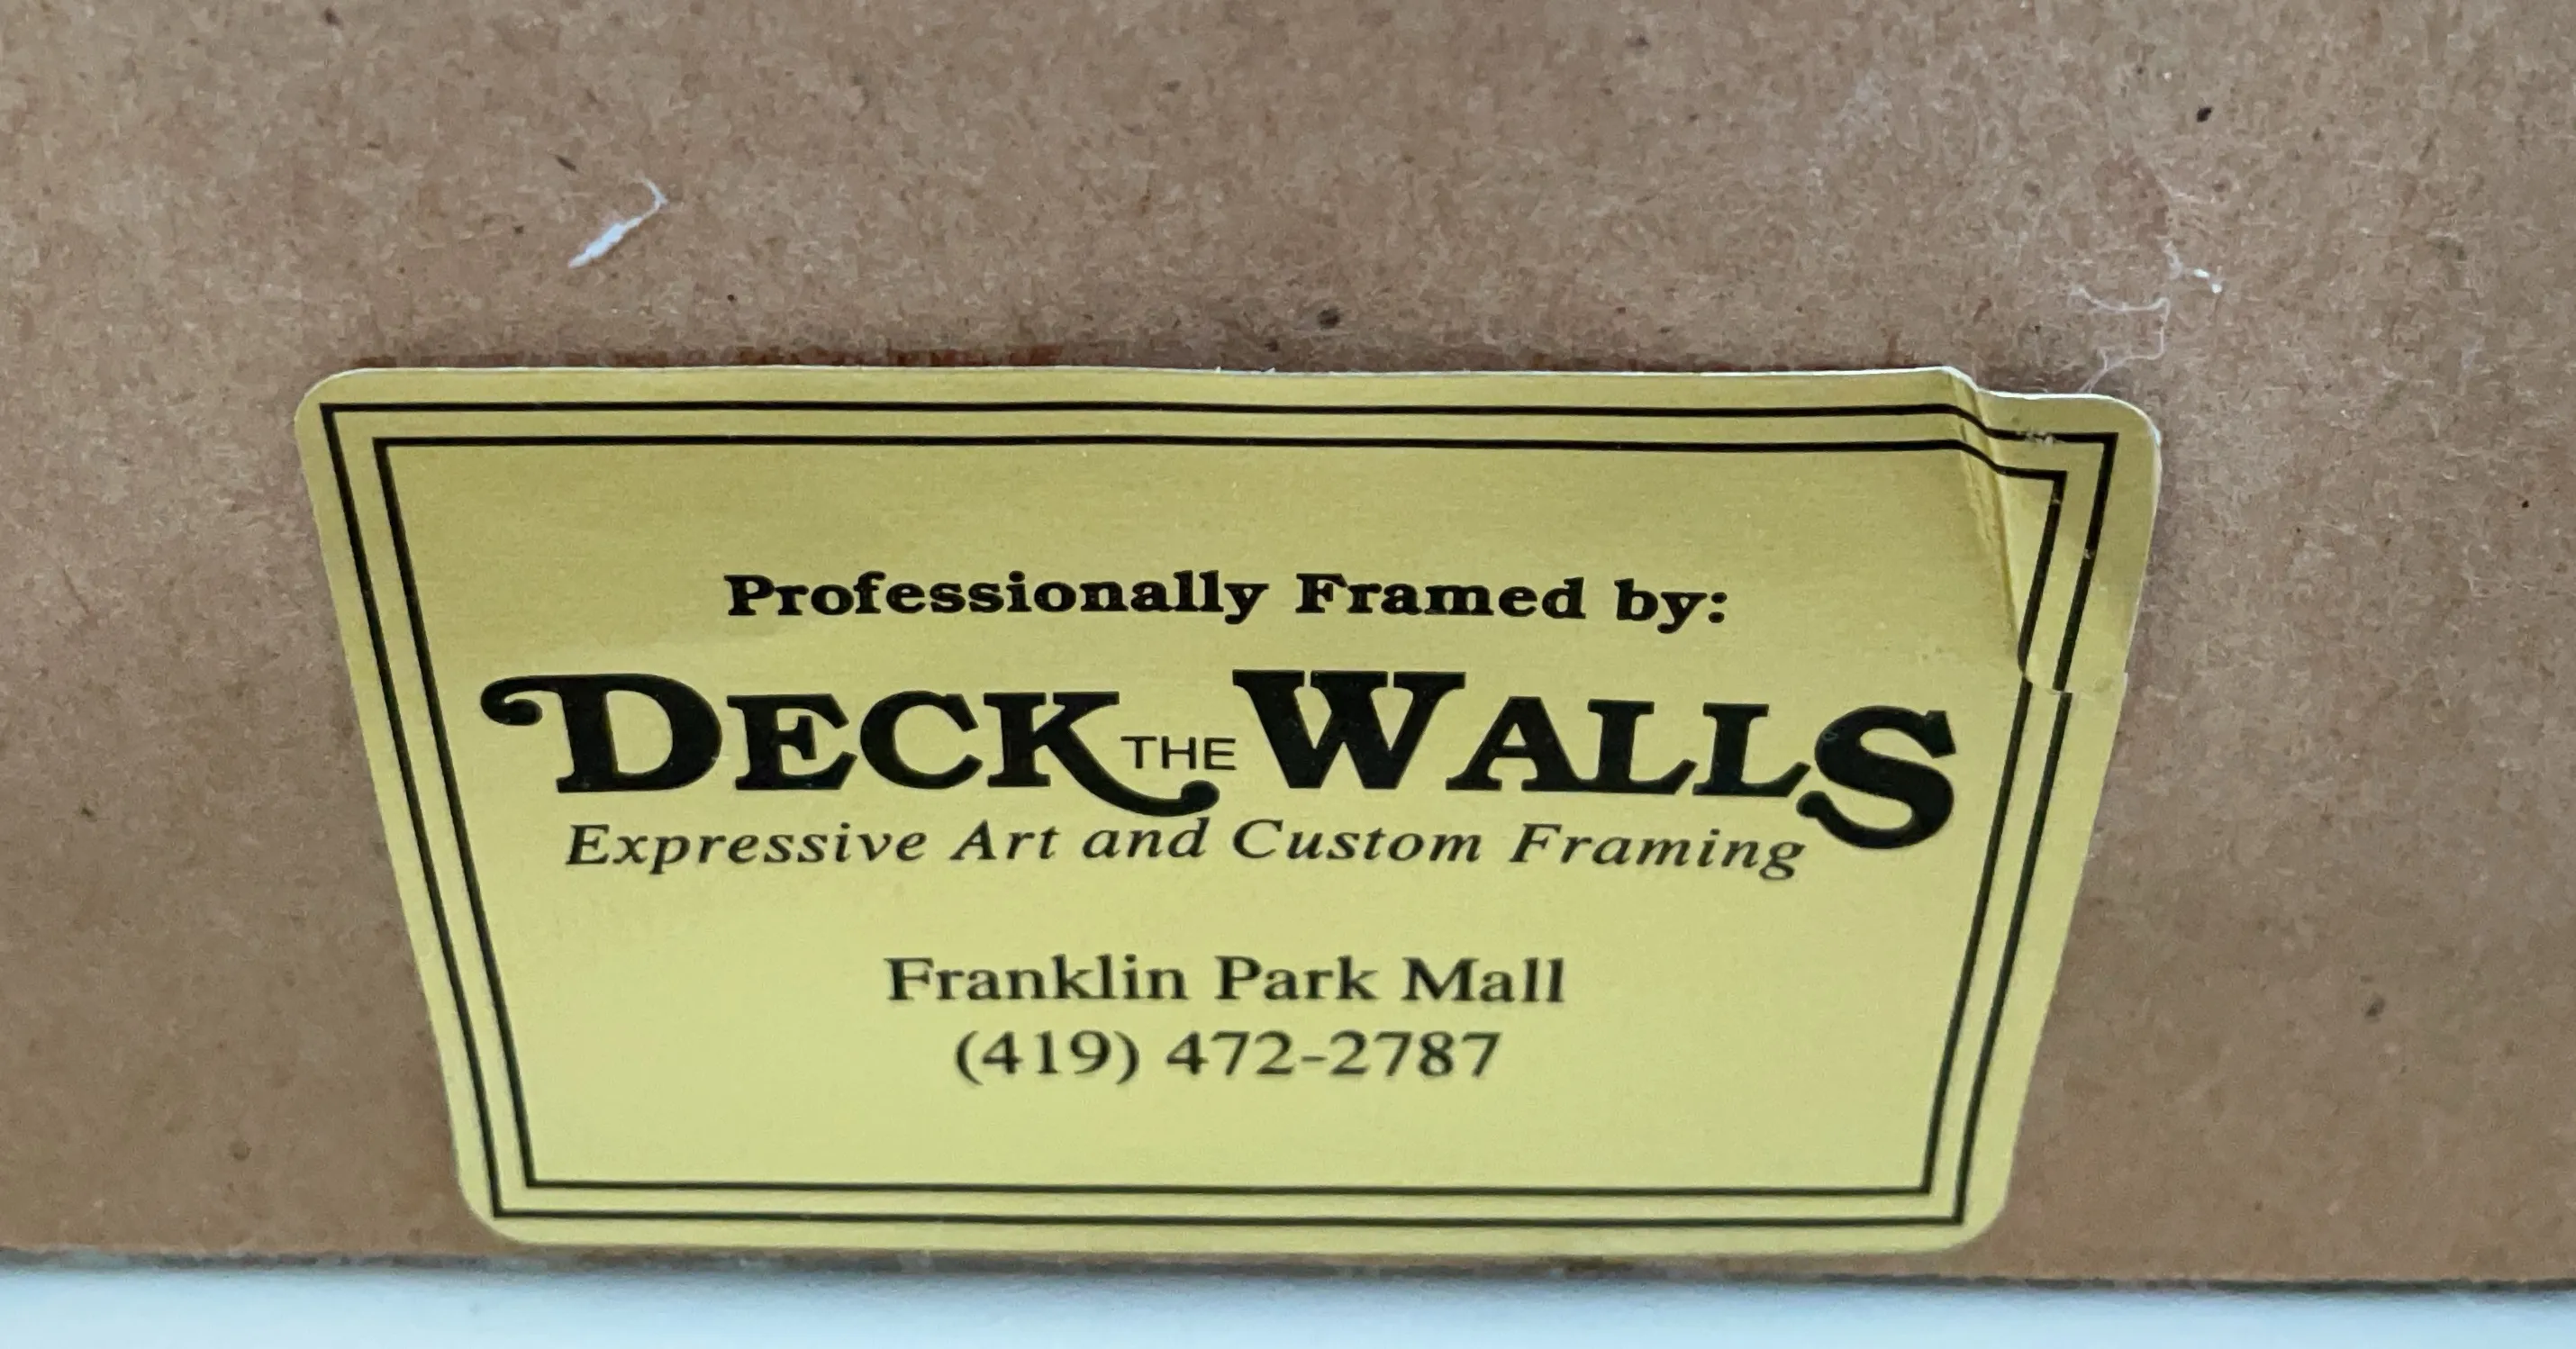 Professionally Framed by:
DECK THE WALLS
Expressive Art and Custom Framing
Franklin Park Mall
(419) 472-2787